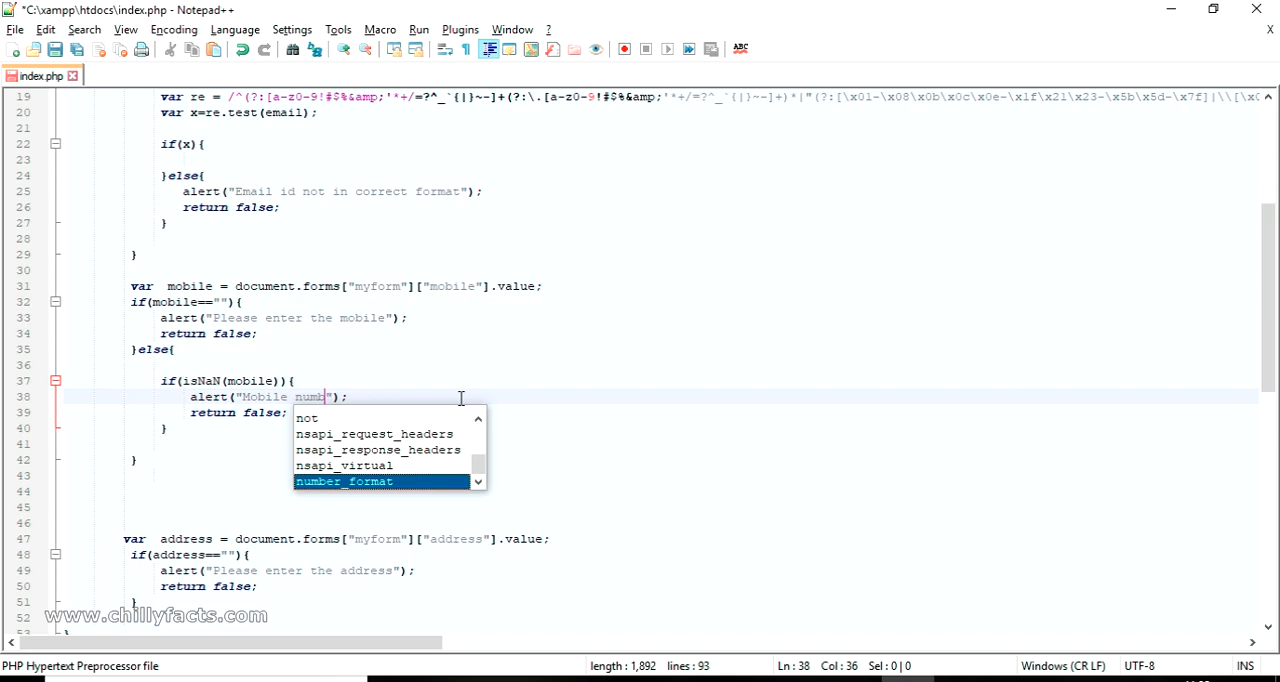 *C:\xampp\htdocs\index.php - Notepad++
File Edit Search View Encoding Language Settings Tools Macro Run Plugins Window ? X
index.php
19 var re = /^(?:[a-z0-9!#$%&amp;'*+/=?^_`{|}~-]+(?:\.[a-z0-9!#$%&amp;'*+/=?^_`{|}~-]+)*|"(?:[\x01-\x08\x0b\x0c\x0e-\x1f\x21\x23-\x5b\x5d-\x7f]|\\[\x0
20 var x=re.test(email);
21
22 if(x){
23
24 }else{
25 alert("Email id not in correct format");
26 return false;
27 }
28
29 }
30
31 var mobile = document.forms["myform"]["mobile"].value;
32 if(mobile==""){
33 alert("Please enter the mobile");
34 return false;
35 }else{
36
37 if(isNaN(mobile)){
38 alert("Mobile numb");
39 return false;
not
40 }
nsapi_request_headers
41
nsapi_response_headers
42 }
nsapi_virtual
43
number_format
44
45
46
47 var address = document.forms["myform"]["address"].value;
48 if(address==""){
49 alert("Please enter the address");
50 return false;
51 }
52
www.chillyfacts.com
53 }
PHP Hypertext Preprocessor file length : 1,892 lines : 93 Ln : 38 Col : 36 Sel : 0 | 0 Windows (CR LF) UTF-8 INS